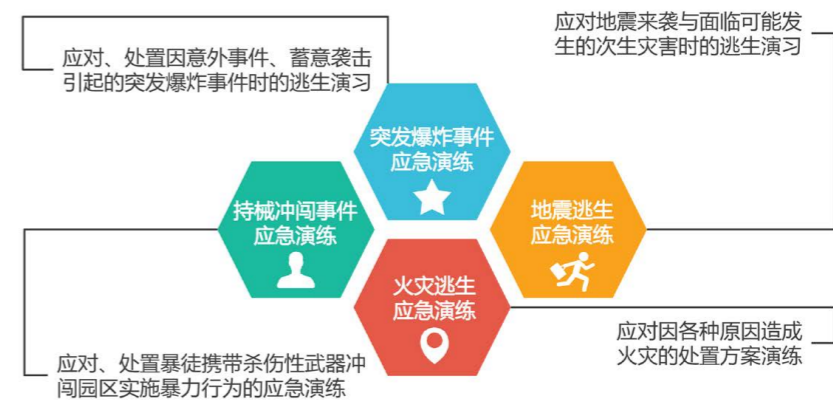 应对、处置因意外事件、蓄意袭击
引起的突发爆炸事件时的逃生演习
应对地震来袭与面临可能发
生的次生灾害时的逃生演习
突发爆炸事件
应急演练
持械冲闯事件
应急演练
地震逃生
应急演练
火灾逃生
应急演练
应对、处置暴徒携带杀伤性武器冲
闯园区实施暴力行为的应急演练
应对因各种原因造成
火灾的处置方案演练